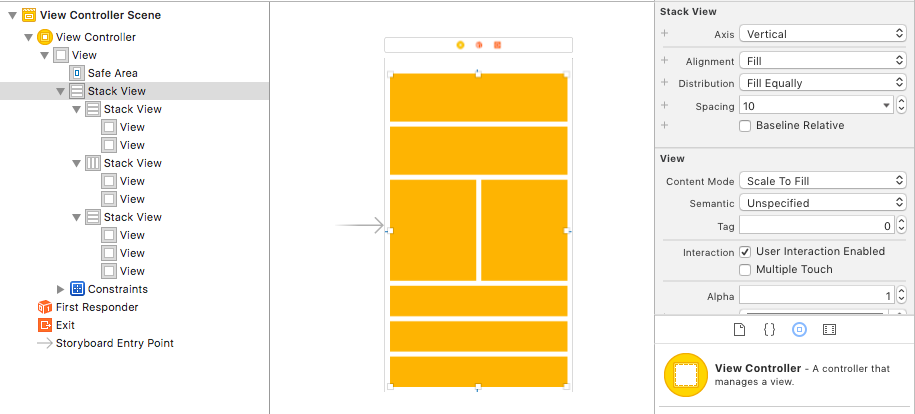 View Controller Scene
View Controller
View
Safe Area
Stack View
Stack View
View
View
Stack View
View
View
Stack View
View
View
View
Constraints
First Responder
Exit
Storyboard Entry Point
Stack View
Axis Vertical
Alignment Fill
Distribution Fill Equally
Spacing 10
Baseline Relative
View
Content Mode Scale To Fill
Semantic Unspecified
Tag 0
Interaction User Interaction Enabled
Multiple Touch
Alpha 1
View Controller - A controller that
manages a view.